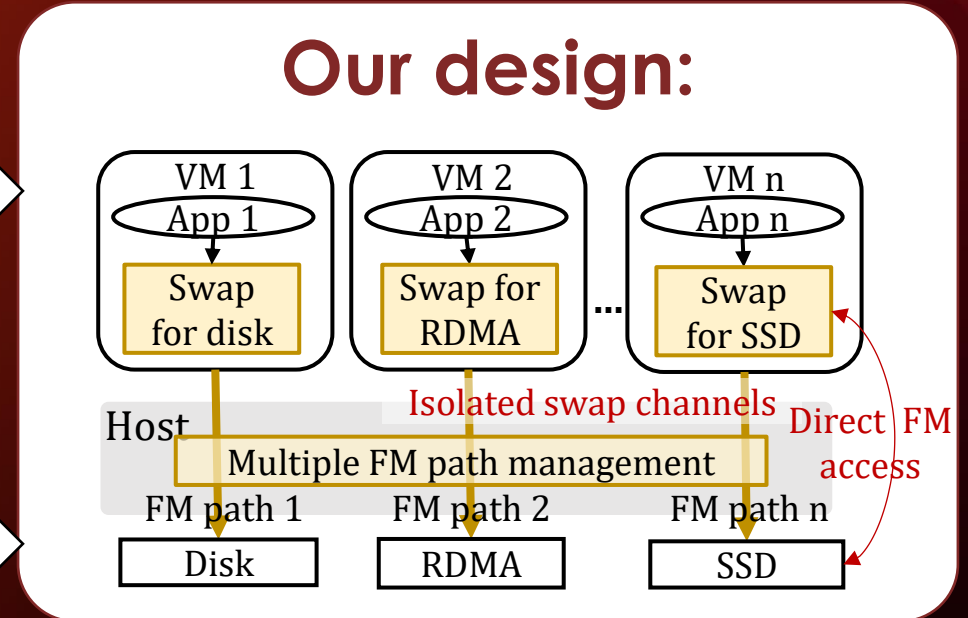 Our design:
VM 1
App 1
Swap
for disk
VM 2
App 2
Swap for
RDMA
...
VM n
App n
Swap
for SSD
Isolated swap channels
Direct FM
access
Host
Multiple FM path management
FM path 1
FM path 2
FM path n
Disk
RDMA
SSD